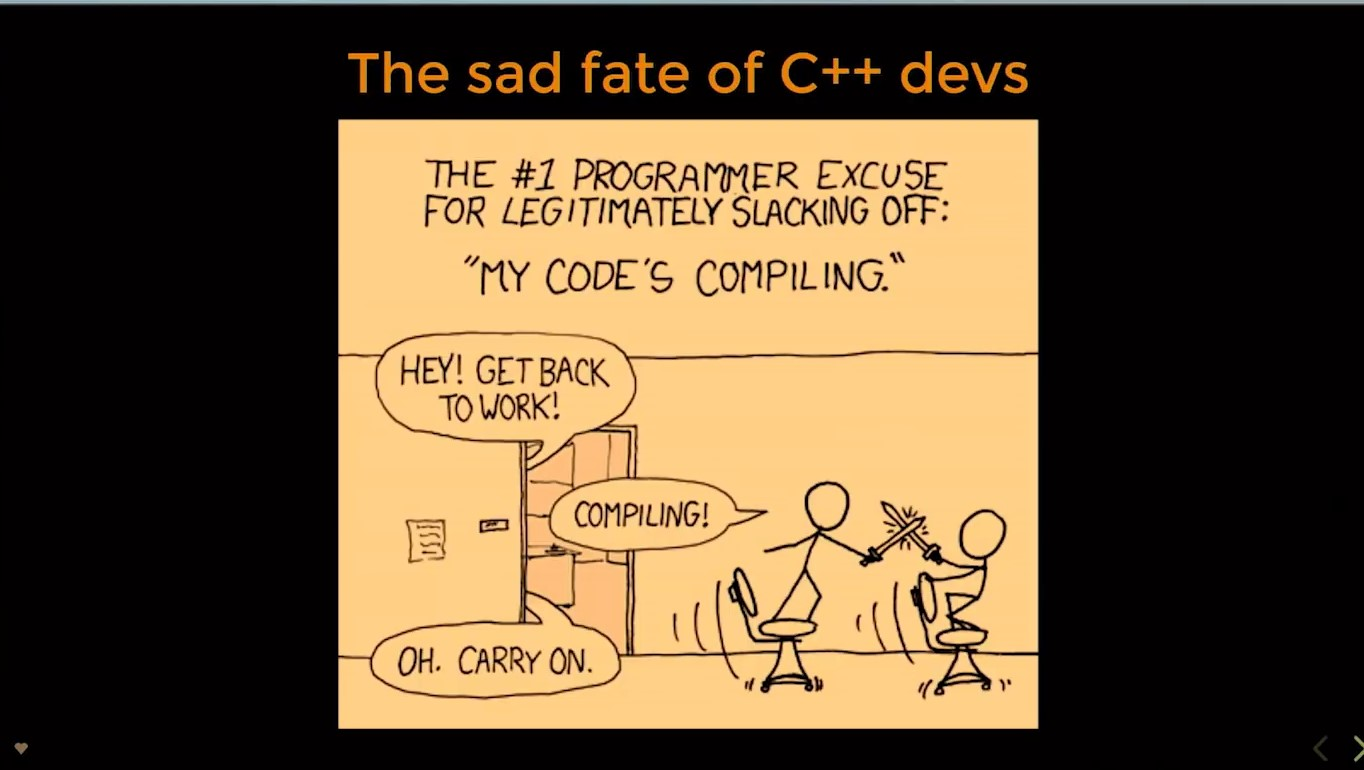 The sad fate of C++ devs
THE #1 PROGRAMMER EXCUSE
FOR LEGITIMATELY SLACKING OFF:
"MY CODE'S COMPILING."
HEY! GET BACK
TO WORK!
COMPILING!
OH. CARRY ON.